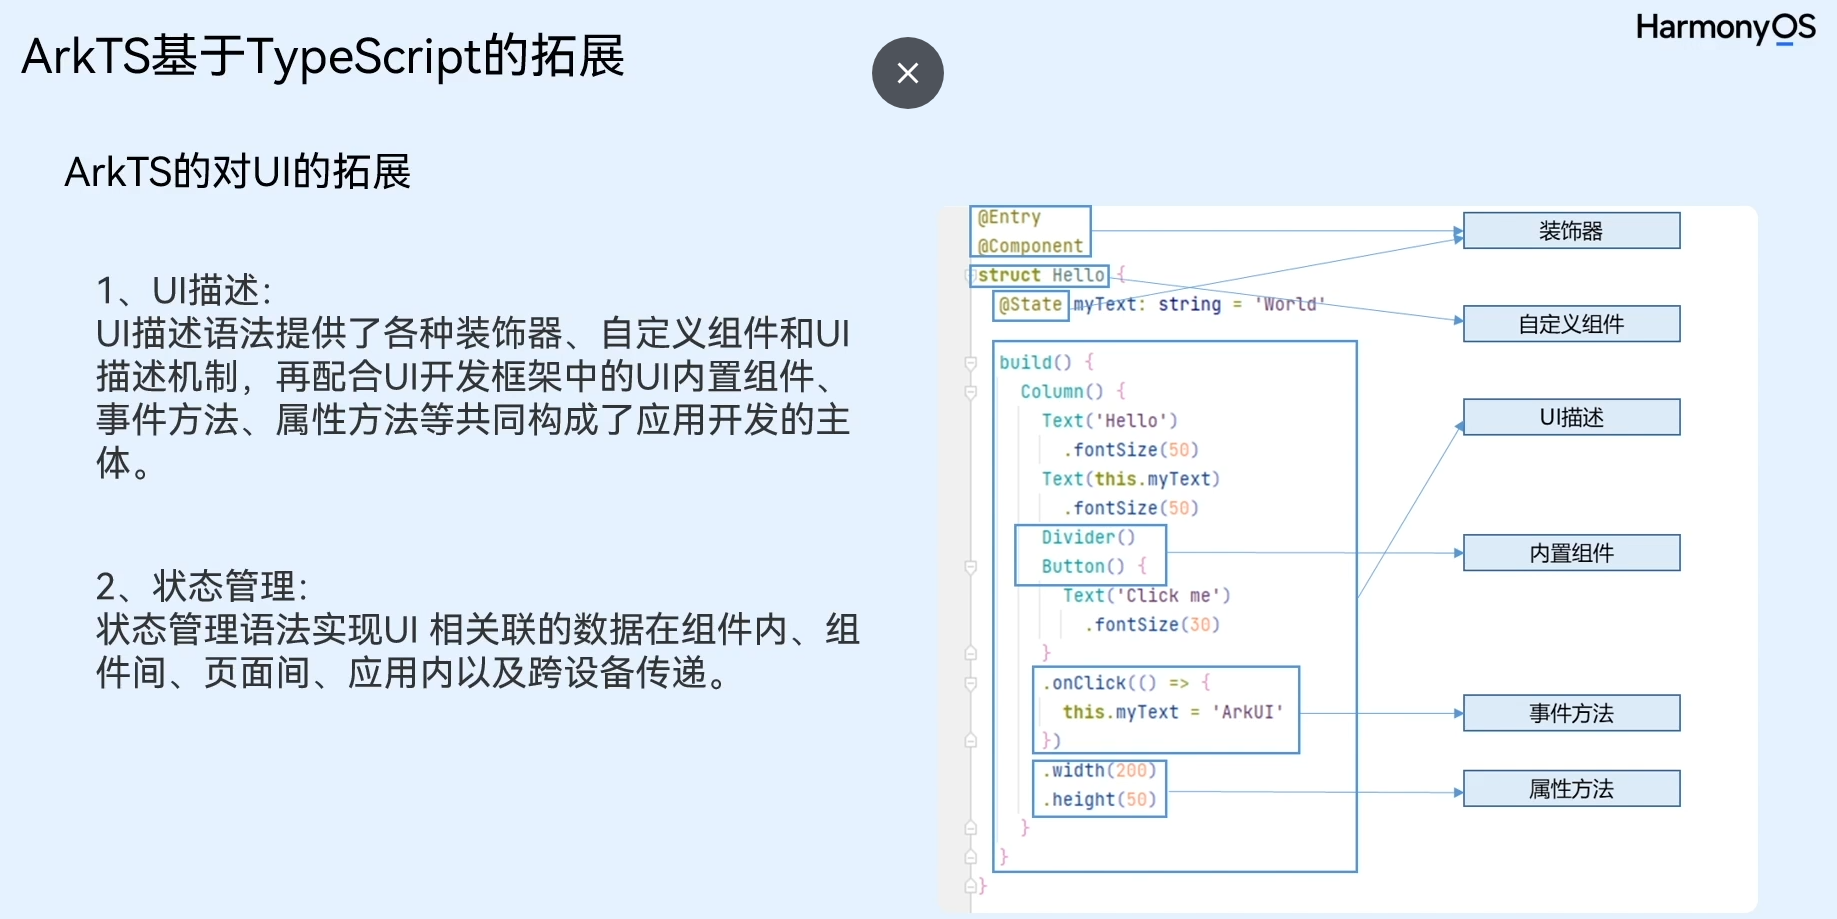 ArkTS基于TypeScript的拓展
HarmonyOS
ArkTS的对UI的拓展
1、UI描述：
UI描述语法提供了各种装饰器、自定义组件和UI
描述机制，再配合UI开发框架中的UI内置组件、
事件方法、属性方法等共同构成了应用开发的主
体。
2、状态管理：
状态管理语法实现UI 相关联的数据在组件内、组
件间、页面间、应用内以及跨设备传递。
@Entry
@Component
struct Hello {
@State myText: string = 'World'
build() {
Column() {
Text('Hello')
.fontSize(50)
Text(this.myText)
.fontSize(50)
Divider()
Button() {
Text('Click me')
.fontSize(30)
}
.onClick(() => {
this.myText = 'ArkUI'
})
.width(200)
.height(50)
}
}
}
装饰器
自定义组件
UI描述
内置组件
事件方法
属性方法